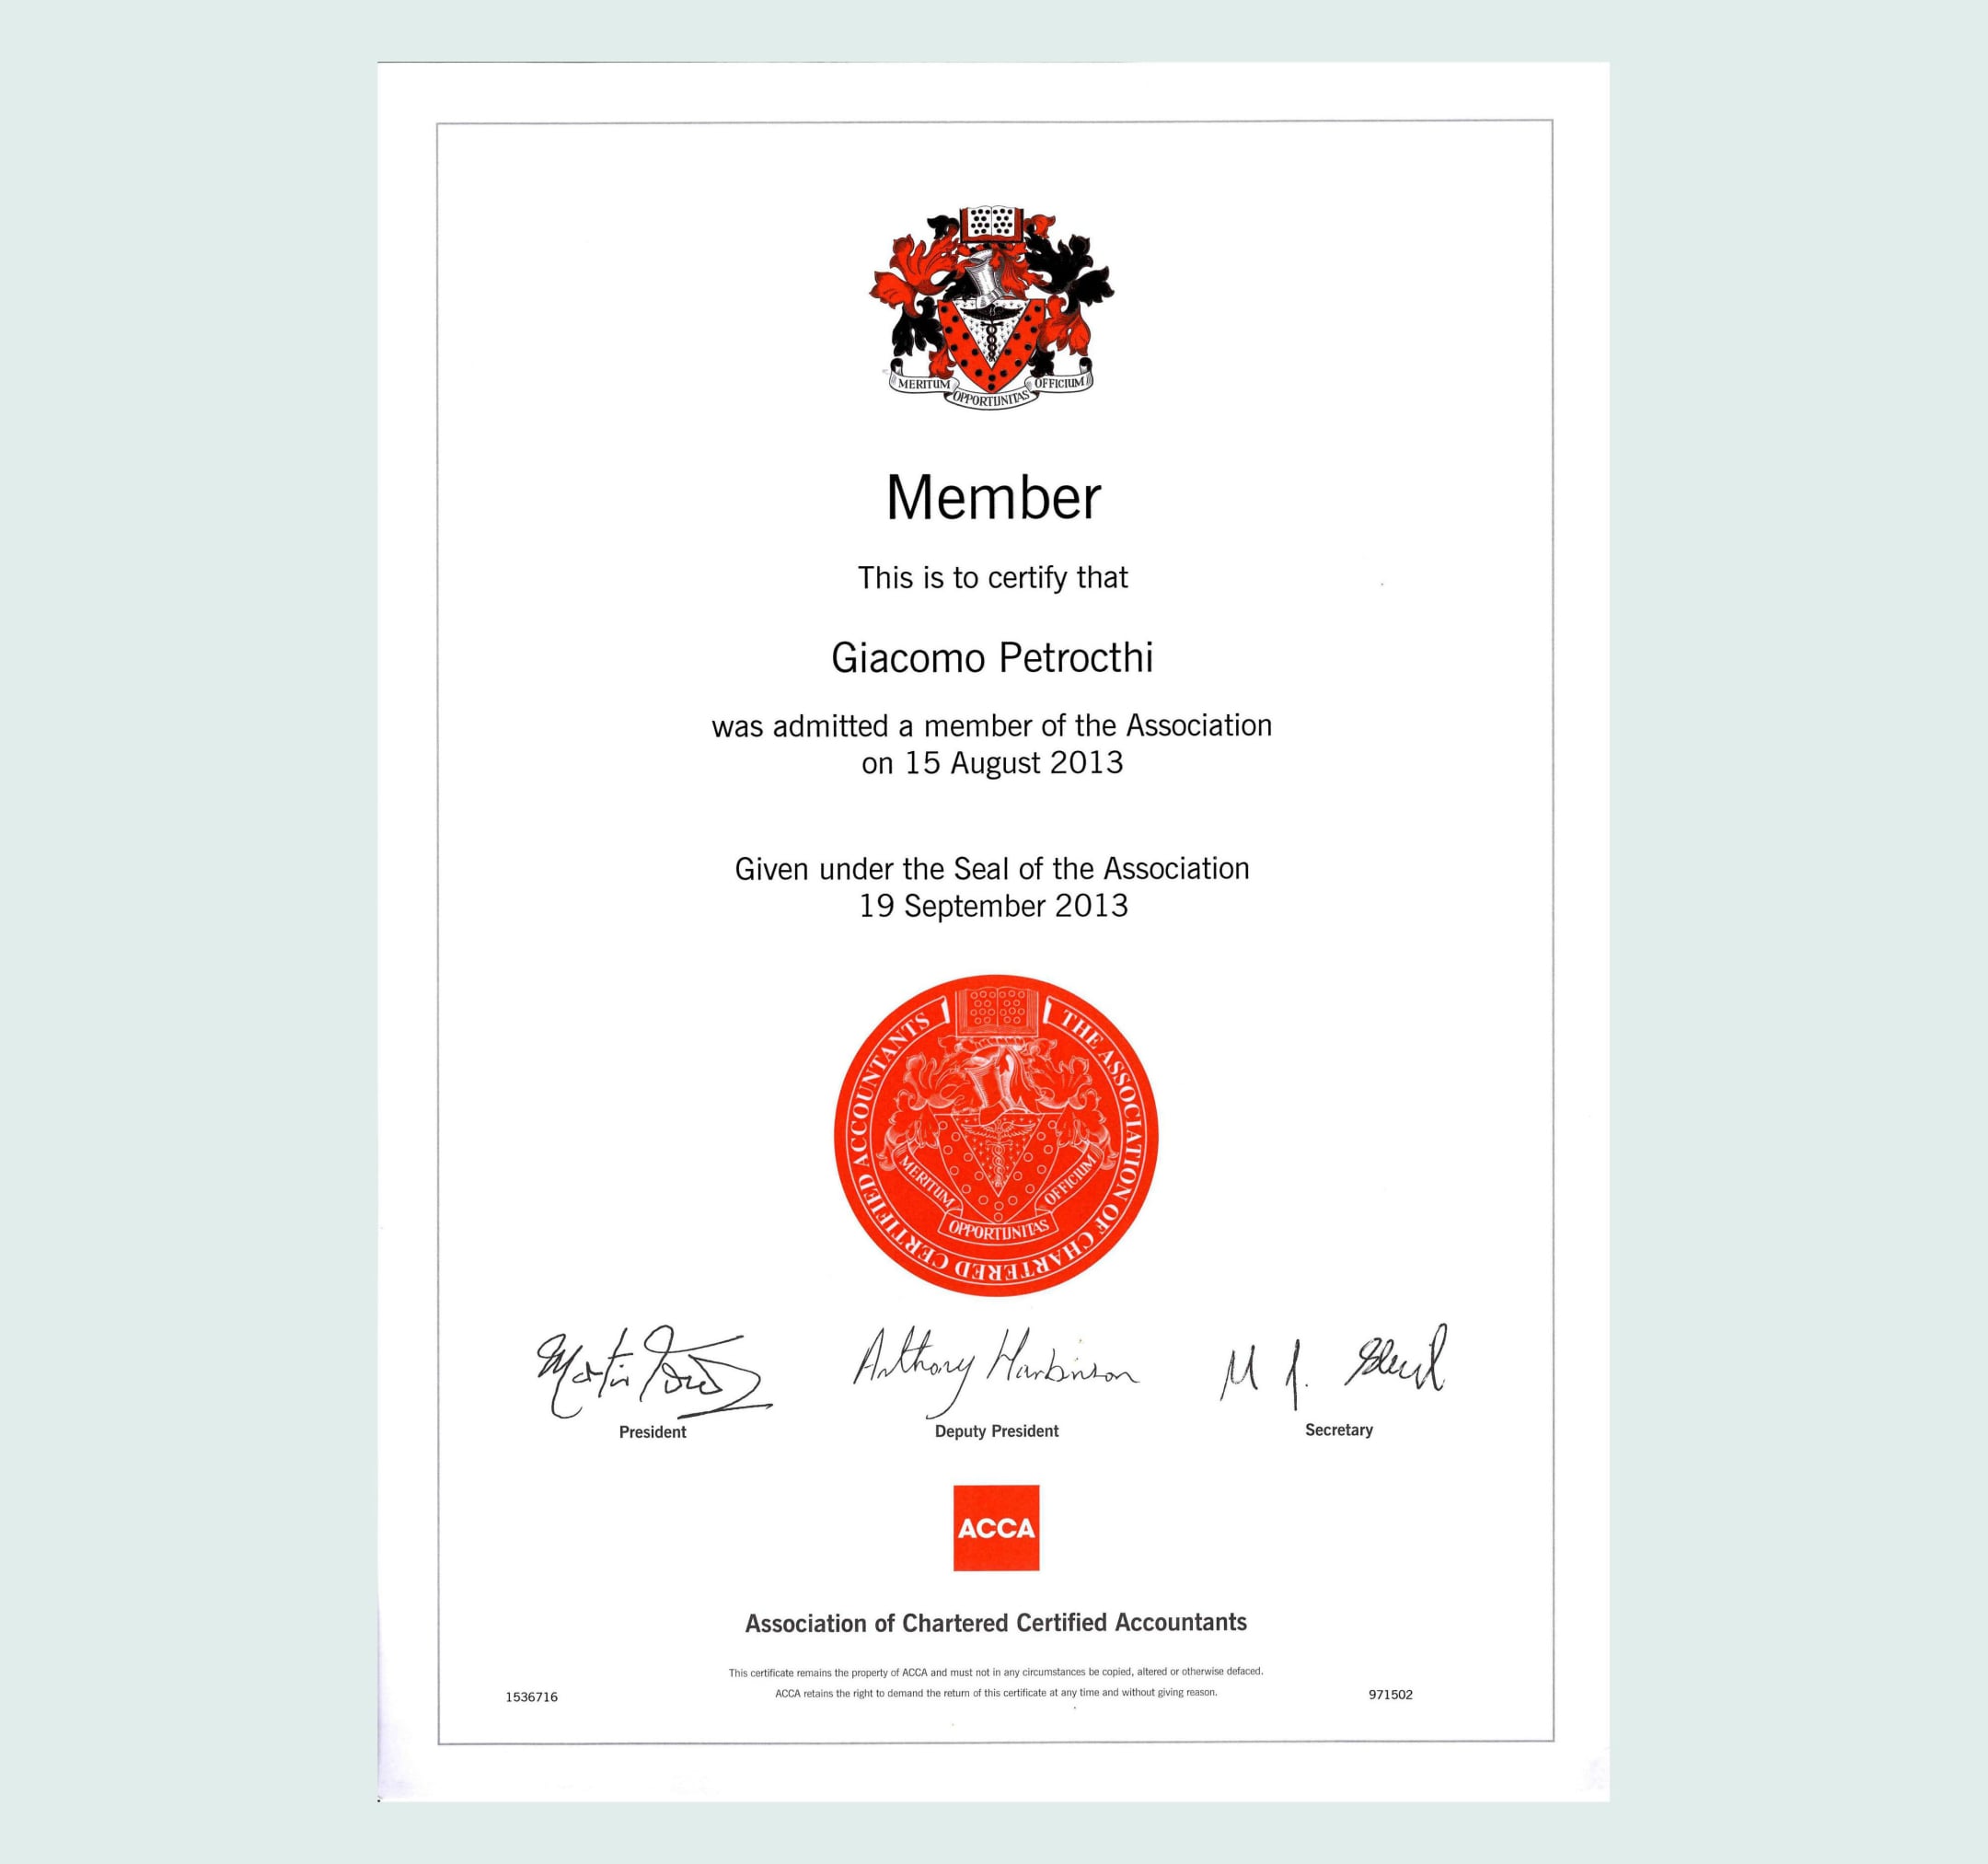 MERITUM OPPORTUNITAS OFFICIUM
Member
This is to certify that
Giacomo Petrocthi
was admitted a member of the Association
on 15 August 2013
Given under the Seal of the Association
19 September 2013
THE ASSOCIATION OF CHARTERED CERTIFIED ACCOUNTANTS
MERITUM OPPORTUNITAS OFFICIUM
Anthony Harbinson
President
Deputy President
Secretary
ACCA
Association of Chartered Certified Accountants
This certificate remains the property of ACCA and must not in any circumstances be copied, altered or otherwise defaced.
ACCA retains the right to demand the return of this certificate at any time and without giving reason.
1536716
971502